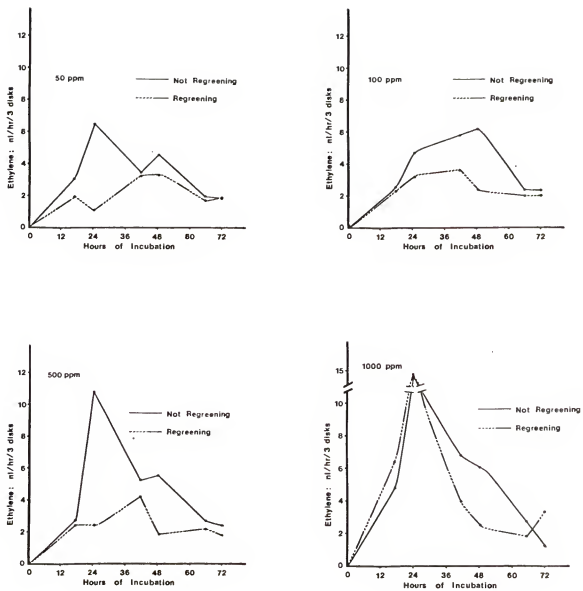 50 ppm
Not Regreening
Regreening
Ethylene: nl/hr/3 disks
12
10
8
6
4
2
0
0 12 24 36 48 60 72
Hours of Incubation
100 ppm
Not Regreening
Regreening
Ethylene: nl/hr/3 disks
12
10
8
6
4
2
0
0 12 24 36 48 60 72
Hours of Incubation
500 ppm
Not Regreening
Regreening
Ethylene: nl/hr/3 disks
12
10
8
6
4
2
0
0 12 24 36 48 60 72
Hours of Incubation
1000 ppm
Not Regreening
Regreening
Ethylene: nl/hr/3 disks
15
10
8
6
4
2
0
0 12 24 36 48 60 72
Hours of Incubation